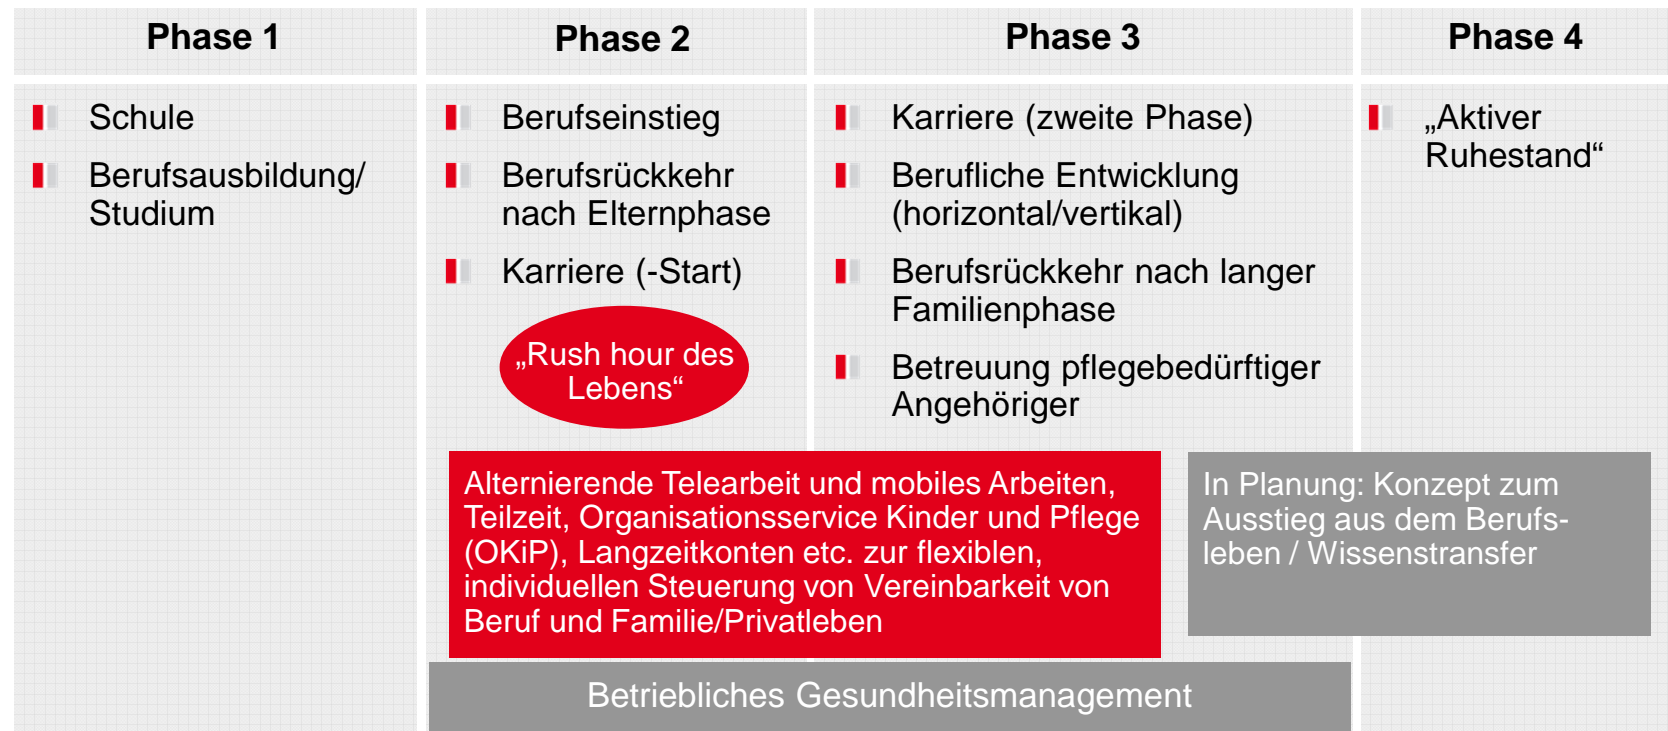 Phase 1
Schule
Berufsausbildung/
Studium
Phase 2
Berufseinstieg
Berufsrückkehr
nach Elternphase
Karriere (-Start)
„Rush hour des
Lebens“
Phase 3
Karriere (zweite Phase)
Berufliche Entwicklung
(horizontal/vertikal)
Berufsrückkehr nach langer
Familienphase
Betreuung pflegebedürftiger
Angehöriger
Phase 4
„Aktiver
Ruhestand“
Alternierende Telearbeit und mobiles Arbeiten,
Teilzeit, Organisationsservice Kinder und Pflege
(OKiP), Langzeitkonten etc. zur flexiblen,
individuellen Steuerung von Vereinbarkeit von
Beruf und Familie/Privatleben
In Planung: Konzept zum
Ausstieg aus dem Berufs-
leben / Wissenstransfer
Betriebliches Gesundheitsmanagement